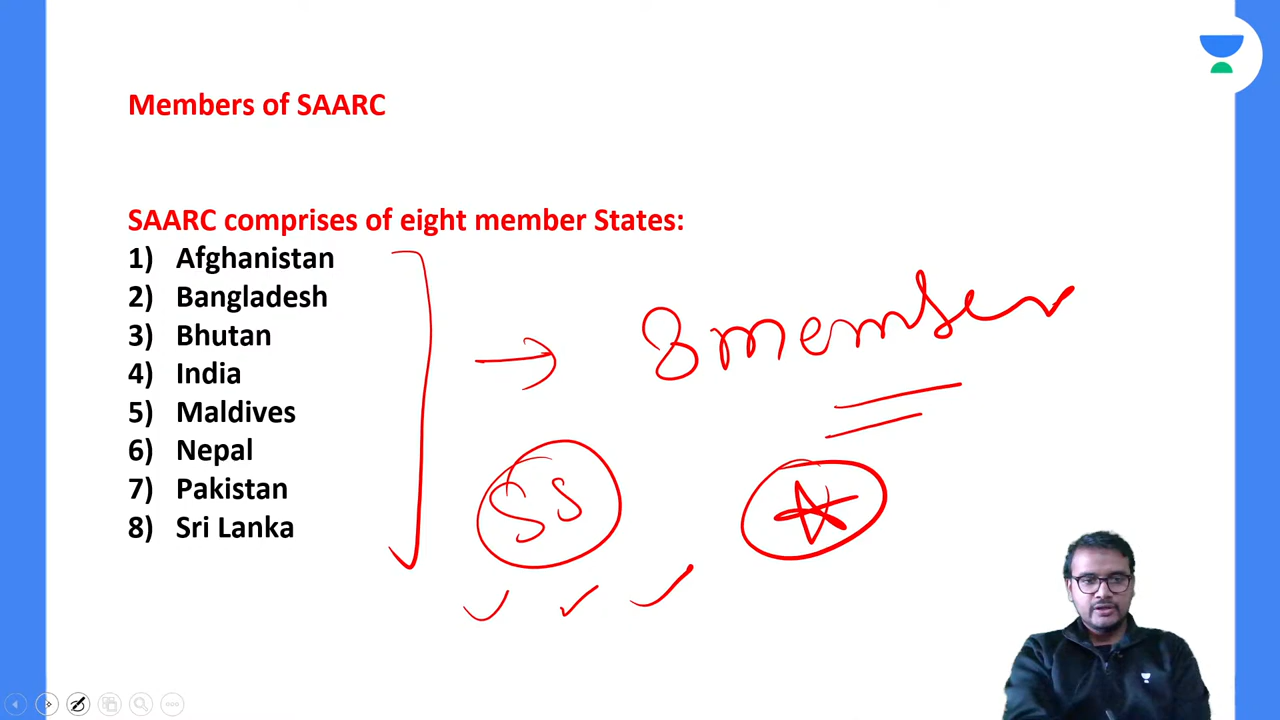 Members of SAARC
SAARC comprises of eight member States:
1) Afghanistan
2) Bangladesh
3) Bhutan
4) India
5) Maldives
6) Nepal
7) Pakistan
8) Sri Lanka
8 member
SS